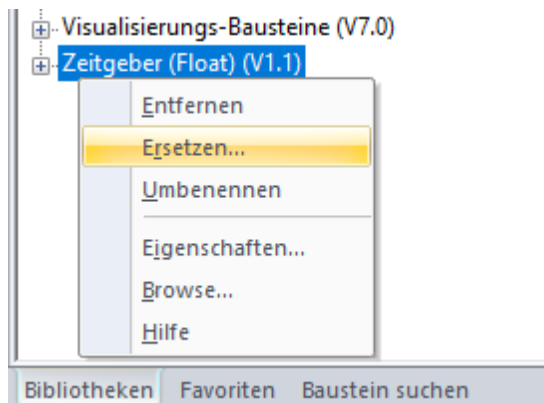 Visualisierungs-Bausteine (V7.0)
Zeitgeber (Float) (V1.1)
Entfernen
Ersetzen...
Umbenennen
Eigenschaften...
Browse...
Hilfe
Bibliotheken Favoriten Baustein suchen